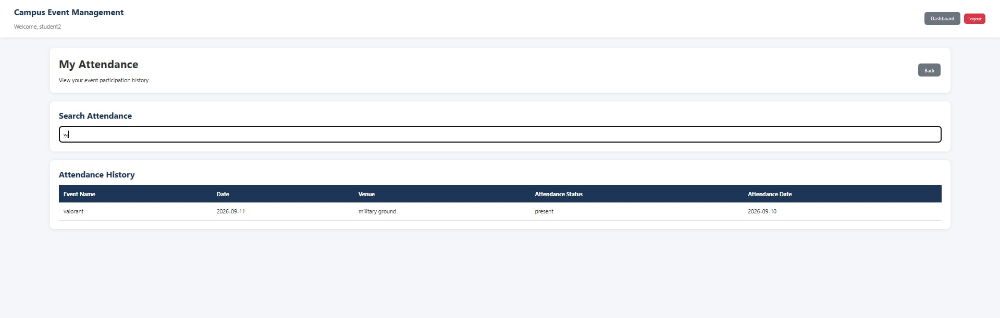 Campus Event Management
Welcome, student2
Dashboard
Logout
My Attendance
View your event participation history
Back
Search Attendance
va
Attendance History
Event Name Date Venue Attendance Status Attendance Date
valorant 2026-09-11 military ground present 2026-09-10